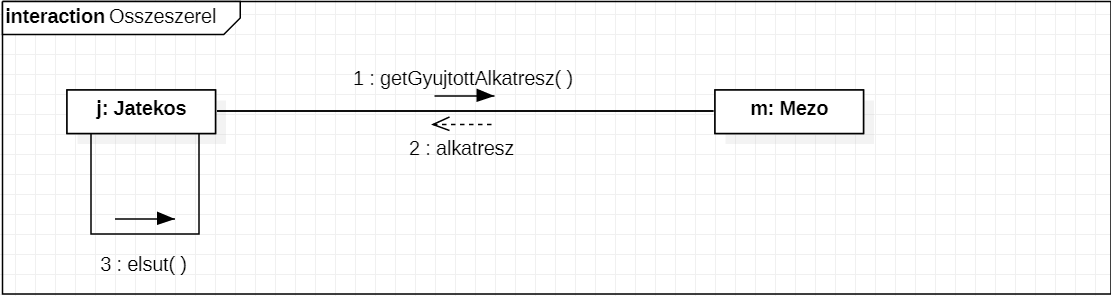 interaction Osszeszerel
1 : getGyujtottAlkatresz( )
j: Jatekos
m: Mezo
2 : alkatresz
3 : elsut( )